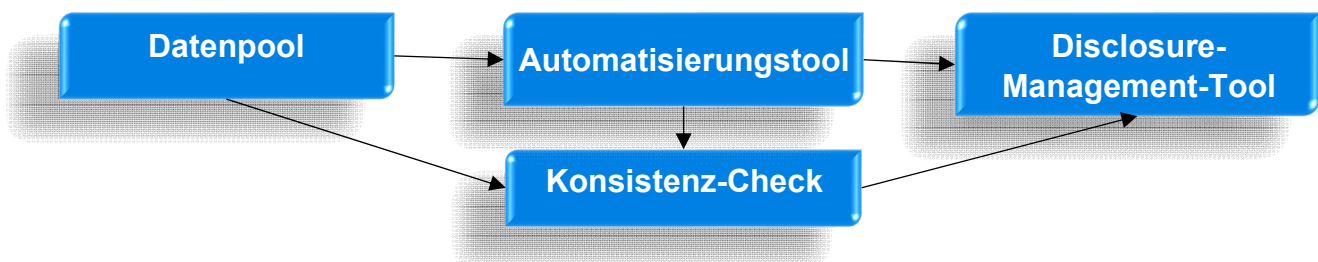 Datenpool
Automatisierungstool
Disclosure-
Management-Tool
Konsistenz-Check